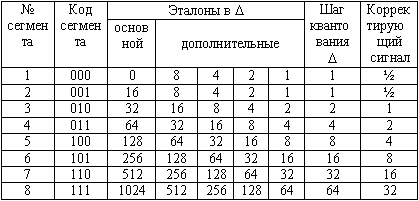 № сегмен та Код сегмен та Эталоны в Δ Шаг кванто вания Δ Коррек тирую щий сигнал
основ ной дополнительные
1 000 0 8 4 2 1 1 ½
2 001 16 8 4 2 1 1 ½
3 010 32 16 8 4 2 2 1
4 011 64 32 16 8 4 4 2
5 100 128 64 32 16 8 8 4
6 101 256 128 64 32 16 16 8
7 110 512 256 128 64 32 32 16
8 111 1024 512 256 128 64 64 32